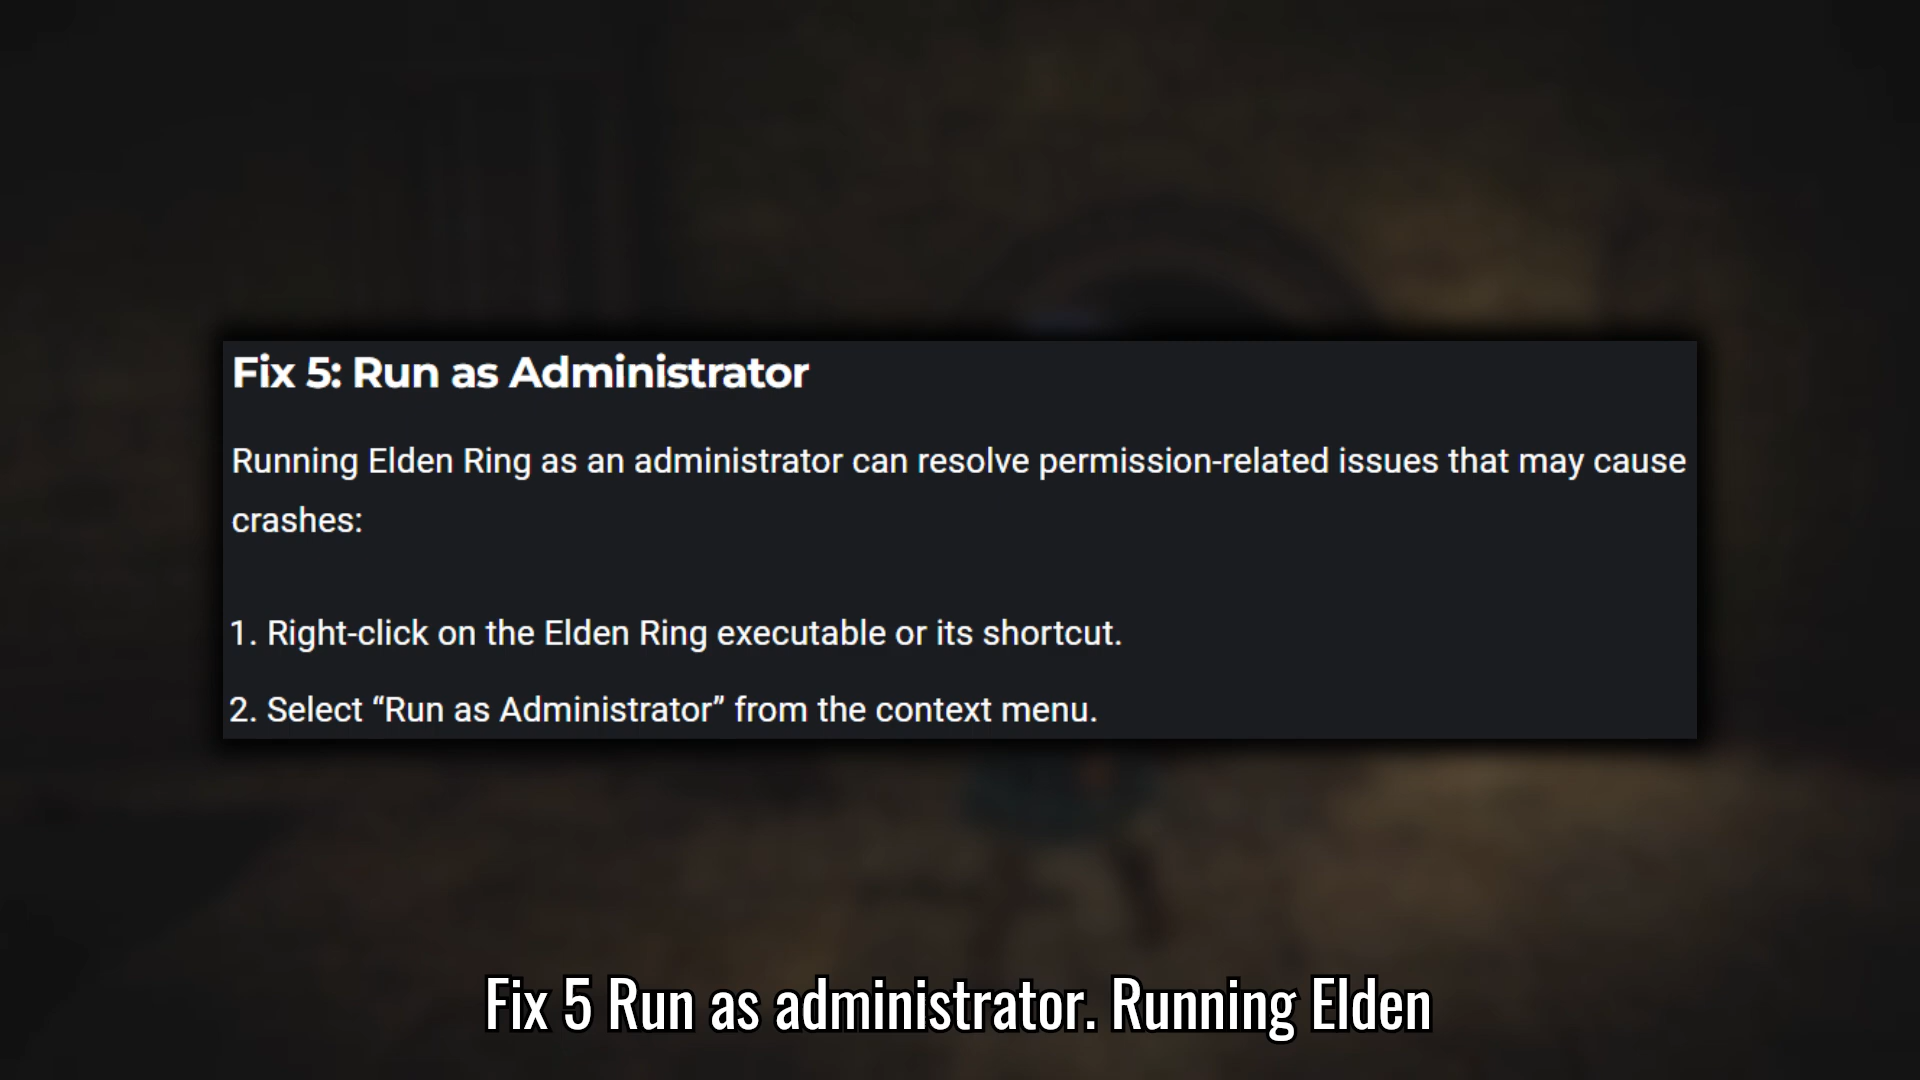 Fix 5: Run as Administrator
Running Elden Ring as an administrator can resolve permission-related issues that may cause
crashes:
1. Right-click on the Elden Ring executable or its shortcut.
2. Select “Run as Administrator” from the context menu.
Fix 5 Run as administrator. Running Elden